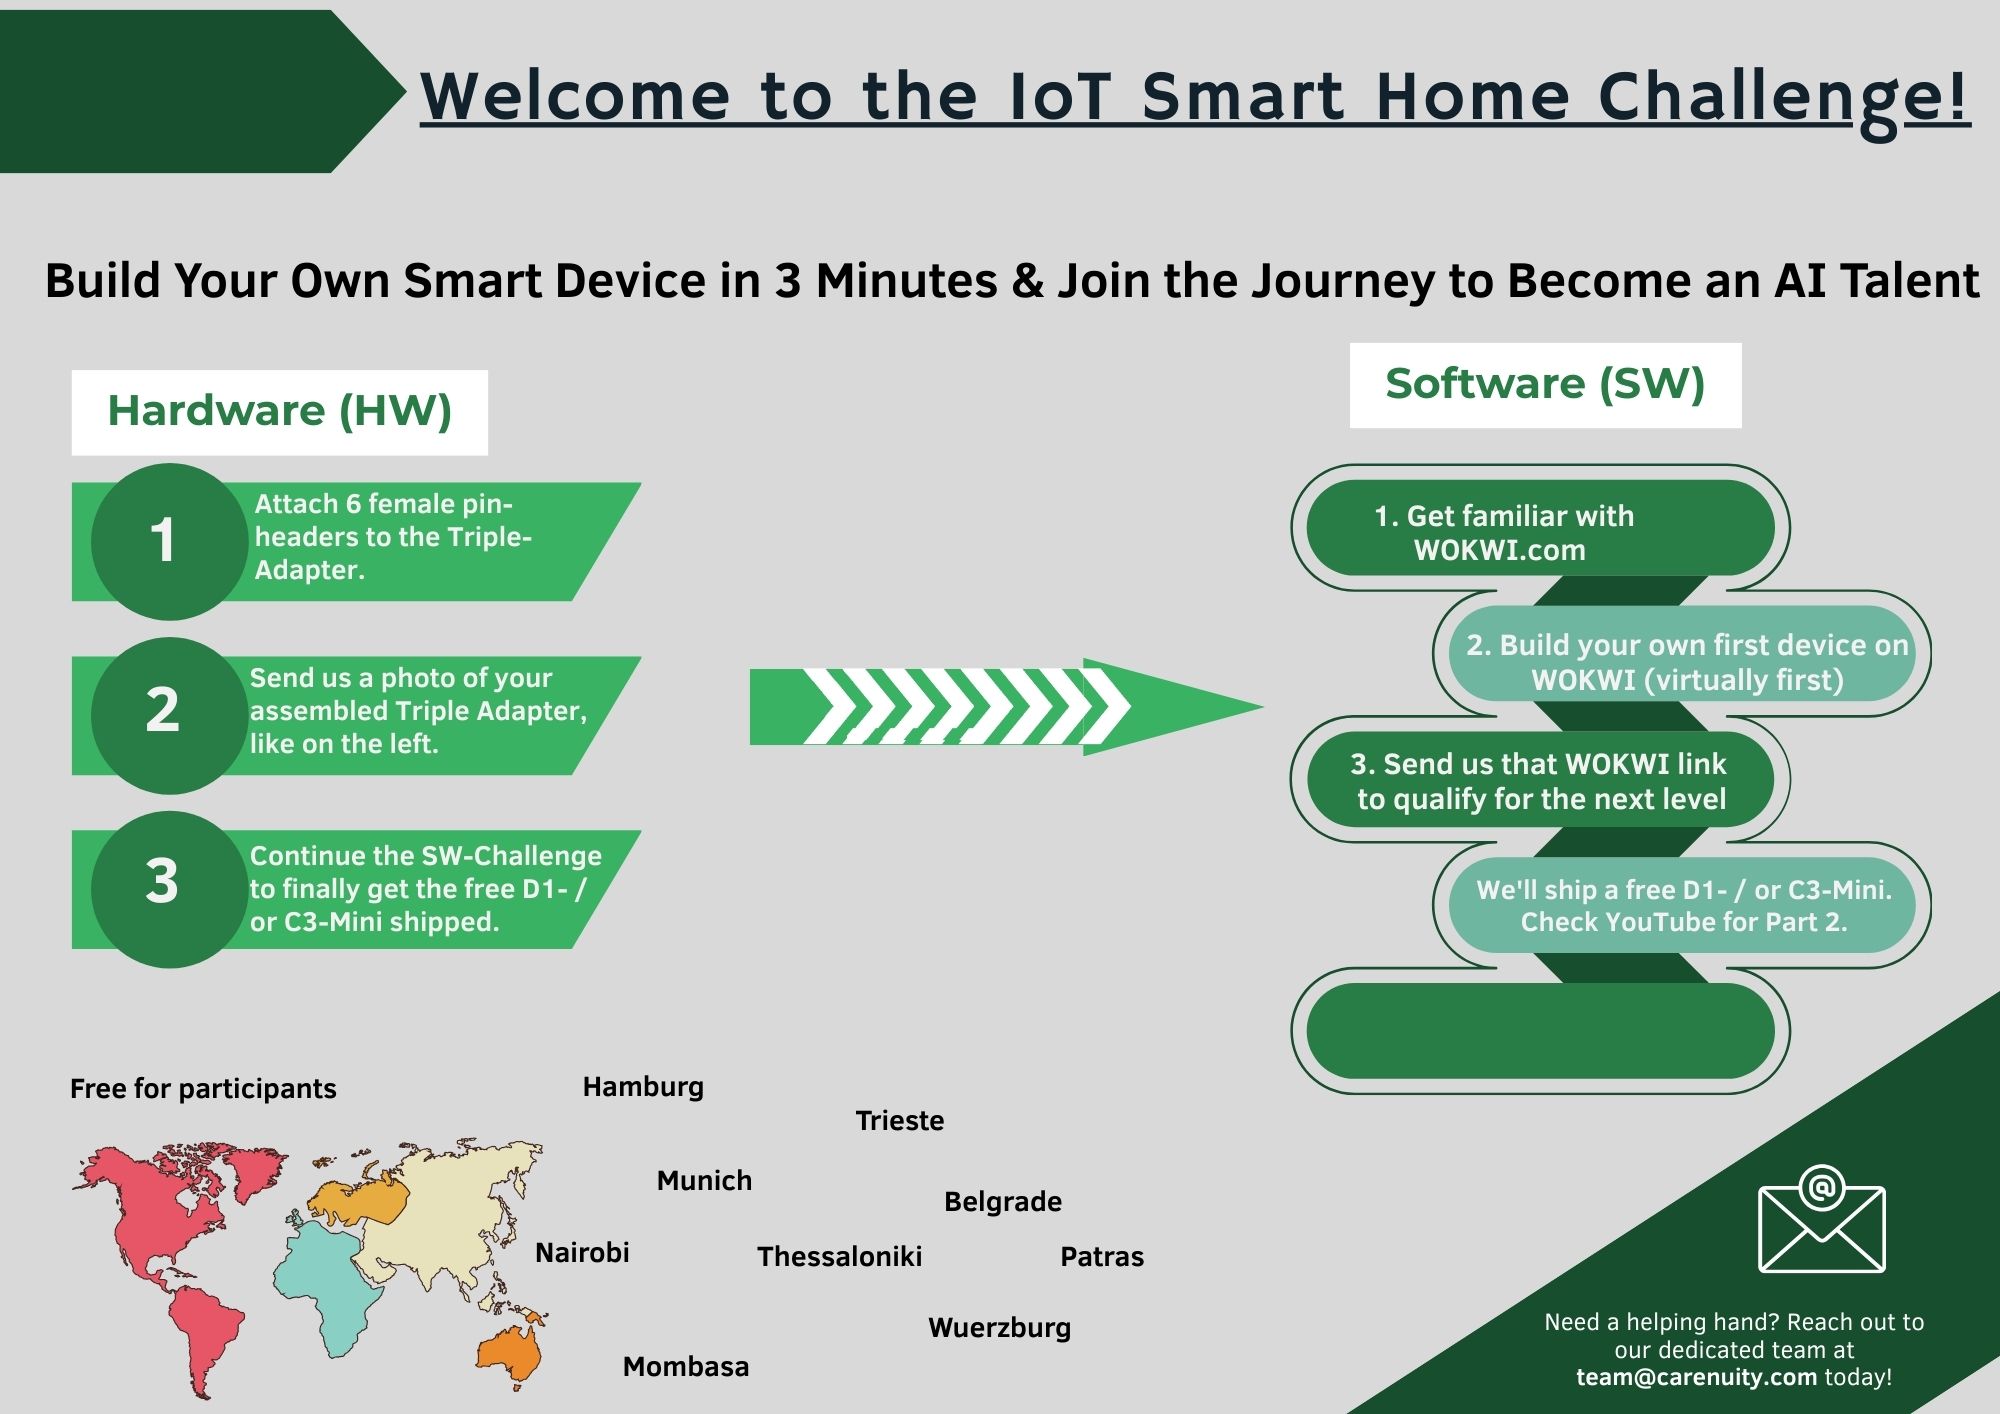 Welcome to the IoT Smart Home Challenge!
Build Your Own Smart Device in 3 Minutes & Join the Journey to Become an AI Talent
Hardware (HW)
1
Attach 6 female pin-
headers to the Triple-
Adapter.
2
Send us a photo of your
assembled Triple Adapter,
like on the left.
3
Continue the SW-Challenge
to finally get the free D1- /
or C3-Mini shipped.
Software (SW)
1. Get familiar with
WOKWI.com
2. Build your own first device on
WOKWI (virtually first)
3. Send us that WOKWI link
to qualify for the next level
We'll ship a free D1- / or C3-Mini.
Check YouTube for Part 2.
Free for participants
Hamburg
Trieste
Munich
Belgrade
Nairobi
Thessaloniki
Patras
Wuerzburg
Mombasa
@
Need a helping hand? Reach out to
our dedicated team at
team@carenuity.com today!